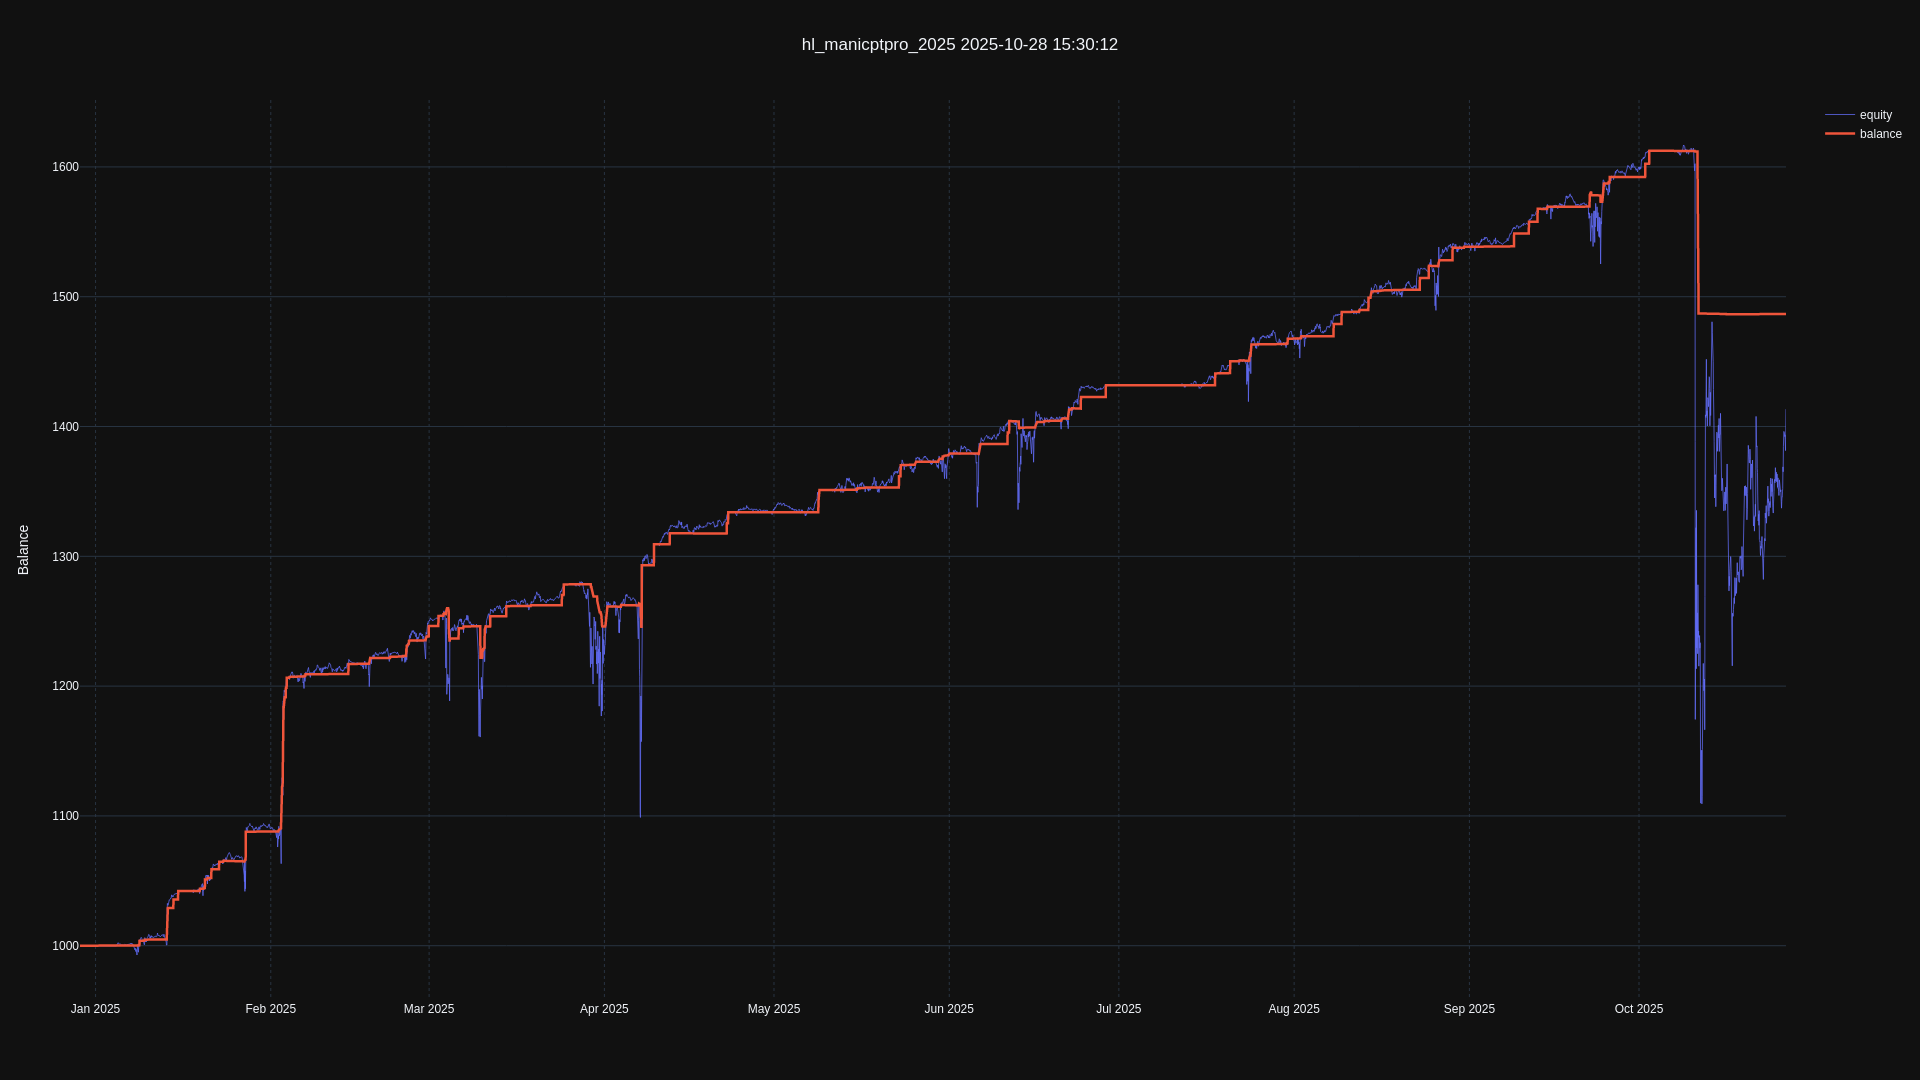 hl_manicptpro_2025 2025-10-28 15:30:12
equity
balance
1600
1500
1400
1300
1200
1100
1000
Balance
Jan 2025
Feb 2025
Mar 2025
Apr 2025
May 2025
Jun 2025
Jul 2025
Aug 2025
Sep 2025
Oct 2025